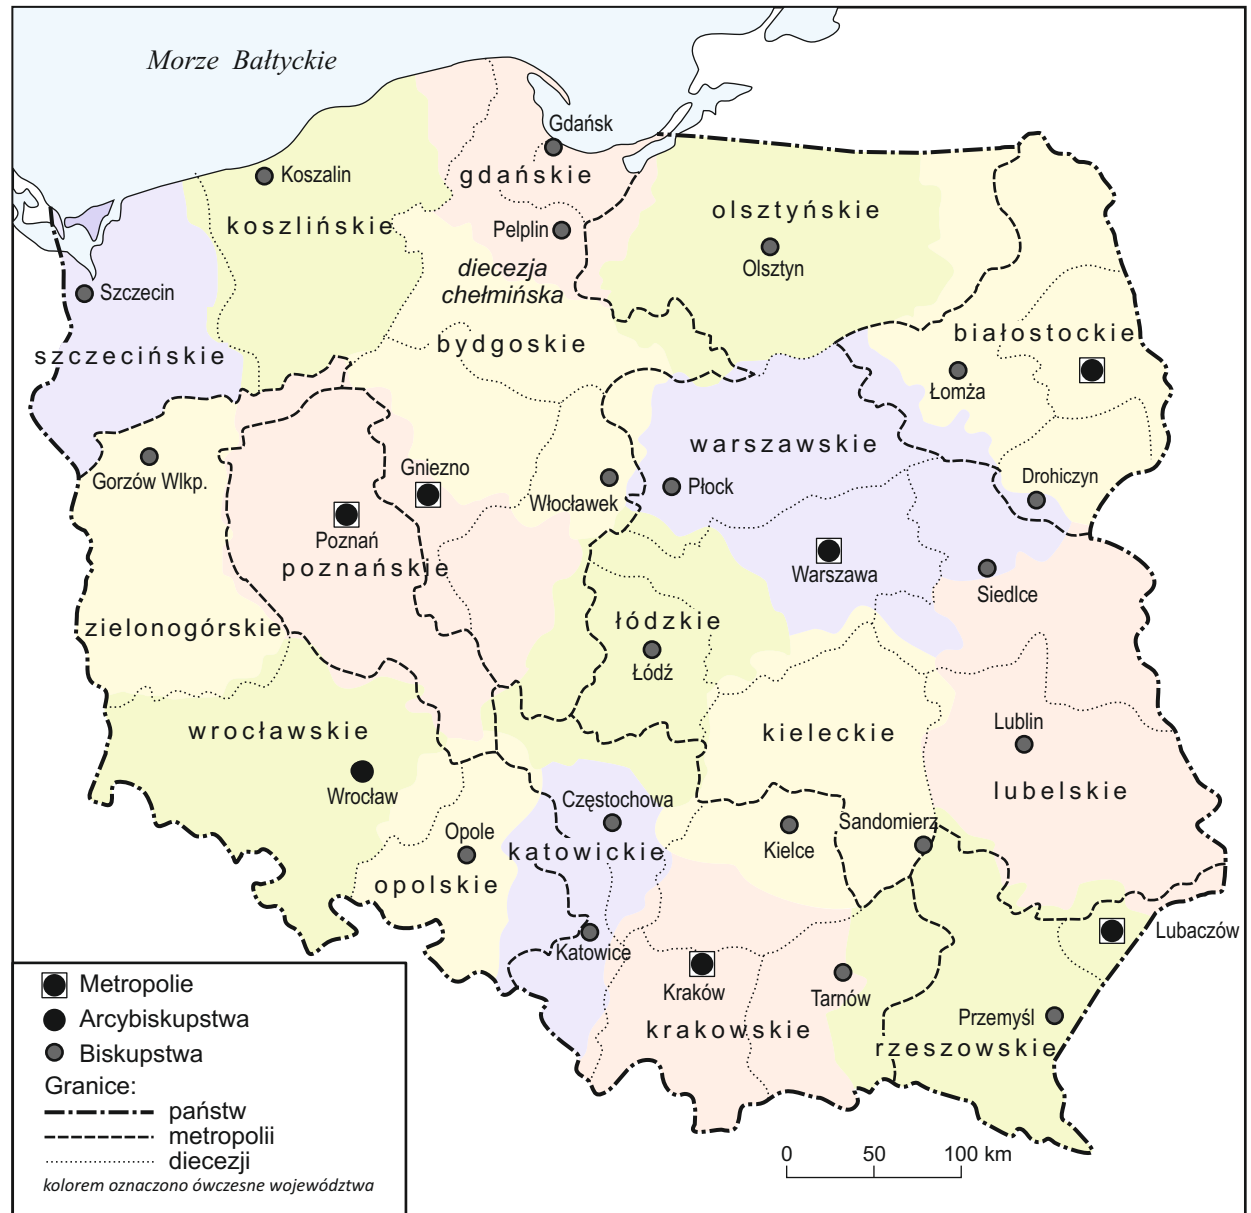 Morze Bałtyckie
Gdańsk
Koszalin
gdańskie
koszlińskie
olsztyńskie
Pelplin
Olsztyn
diecezja
chełmińska
Szczecin
szczecińskie
bydgoskie
białostockie
Łomża
warszawskie
Gorzów Wlkp.
Gniezno
Włocławek
Płock
Drohiczyn
Poznań
poznańskie
Warszawa
Siedlce
zielonogórskie
łódzkie
Łódź
wrocławskie
kieleckie
Lublin
lubelskie
Wrocław
Częstochowa
Opole
katowickie
Kielce
Sandomierz
opolskie
Katowice
Lubaczów
Kraków
Tarnów
krakowskie
Przemyśl
rzeszowskie
Metropolie
Arcybiskupstwa
Biskupstwa
Granice:
państw
metropolii
diecezji
kolorem oznaczono ówczesne województwa
0 50 100 km